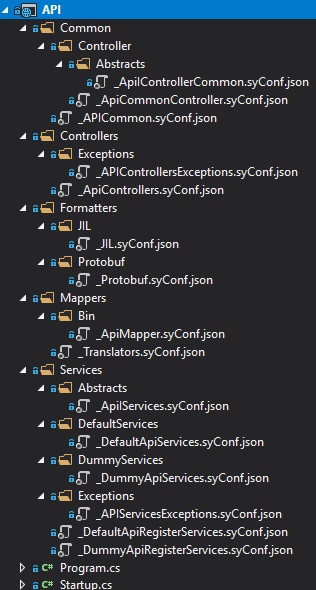 API
Common
Controller
Abstracts
_ApiIControllerCommon.syConf.json
_ApiCommonController.syConf.json
_APICommon.syConf.json
Controllers
Exceptions
_APIControllersExceptions.syConf.json
_ApiControllers.syConf.json
Formatters
JIL
_JIL.syConf.json
Protobuf
_Protobuf.syConf.json
Mappers
Bin
_ApiMapper.syConf.json
_Translators.syConf.json
Services
Abstracts
_ApiIServices.syConf.json
DefaultServices
_DefaultApiServices.syConf.json
DummyServices
_DummyApiServices.syConf.json
Exceptions
_APIServicesExceptions.syConf.json
_DefaultApiRegisterServices.syConf.json
_DummyApiRegisterServices.syConf.json
C# Program.cs
C# Startup.cs